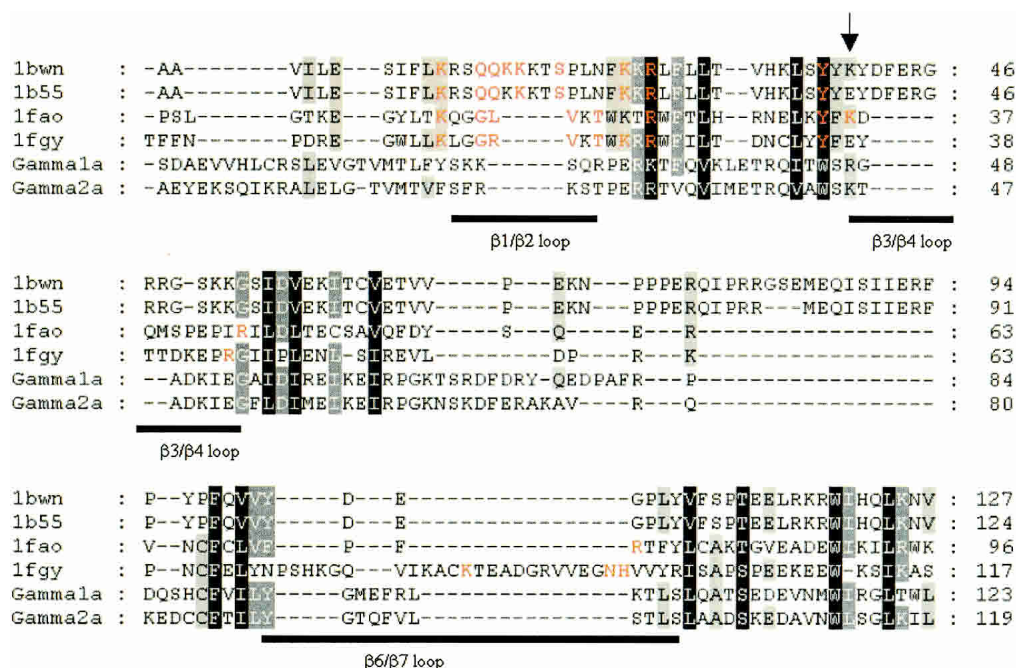 1bwn : -AA------VILE---SIFLKRSQQKKKTSPLNFKKRLFLLT--VHKLSYYKYDFERG : 46
1b55 : -AA------VILE---SIFLKRSQQKKKTSPLNFKKRLFLLT--VHKLSYYEYDFERG : 46
1fao : -PSL-----GTKE---GYLTKQGGL---VKTWKTRWFTLH--RNELKYFKD------ : 37
1fgy : TFFN-----PDRE---GWLLKLGGR---VKTWKRRWFILT--DNCLYYFEY------ : 38
Gamma1a : -SDAEVVHLCRSLEVGTVMTLFYSKK----SQRPERKTFQVKLETRQITWSRG------ : 48
Gamma2a : -AEYEKSQIKRALELG-TVMTVFSFR----KSTPERRTVQVIMETRQVAWSKT------ : 47
β1/β2 loop
β3/β4 loop
1bwn : RRG-SKKGSIDVEKITCVETVV----P---EKN---PPPERQIPRRGSEMEQISIIERF : 94
1b55 : RRG-SKKGSIDVEKITCVETVV----P---EKN---PPPERQIPRR---MEQISIIERF : 91
1fao : QMSPEPIRILDLTECSAVQFDY----S---Q----E---R------------------- : 63
1fgy : TTDKEPRGIIPLENL-SIREVL--------DP---R-K-------------------- : 63
Gamma1a : --ADKIEGAIDIREIKEIRPGKTSRDFDRY-QEDPAFR---P------------------ : 84
Gamma2a : --ADKIEGFLDIMEIKEIRPGKNSKDFERAKAV----R---Q------------------ : 80
β3/β4 loop
1bwn : P--YPFQVVY-----D---E----------------GPLYVFSPTEELRKRWIHQLKNV : 127
1b55 : P--YPFQVVY-----D---E----------------GPLYVFSPTEELRKRWIHQLKNV : 124
1fao : V--NCFCLVF-----P---F----------------RTFYLCAKTGVEADEWIKILRWK : 96
1fgy : P--NCFELYNPSHKGQ--VIKACKTEADGRVVEGNHVVYRISAPSPEEKEEWMKSIKAS : 117
Gamma1a : DQSHCFVILY----GMEFRL----------------KTLSLQATSEDEVNMWIRGLTWL : 123
Gamma2a : KEDCCFTILY----GTQFVL----------------STLSLAADSKEDAVNWLSGLKIL : 119
β6/β7 loop